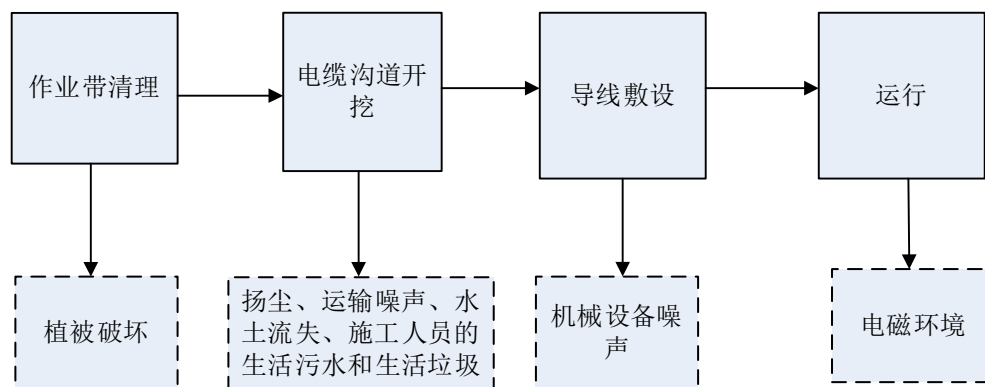 作业带清理
电缆沟道开
挖
导线敷设
运行
植被破坏
扬尘、运输噪声、水
土流失、施工人员的
生活污水和生活垃圾
机械设备噪
声
电磁环境